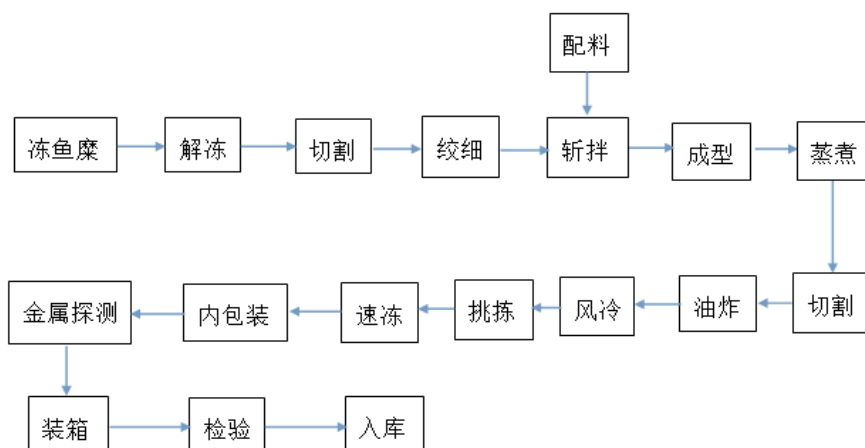 配料
冻鱼糜
解冻
切割
绞细
斩拌
成型
蒸煮
切割
油炸
风冷
挑拣
速冻
内包装
金属探测
装箱
检验
入库